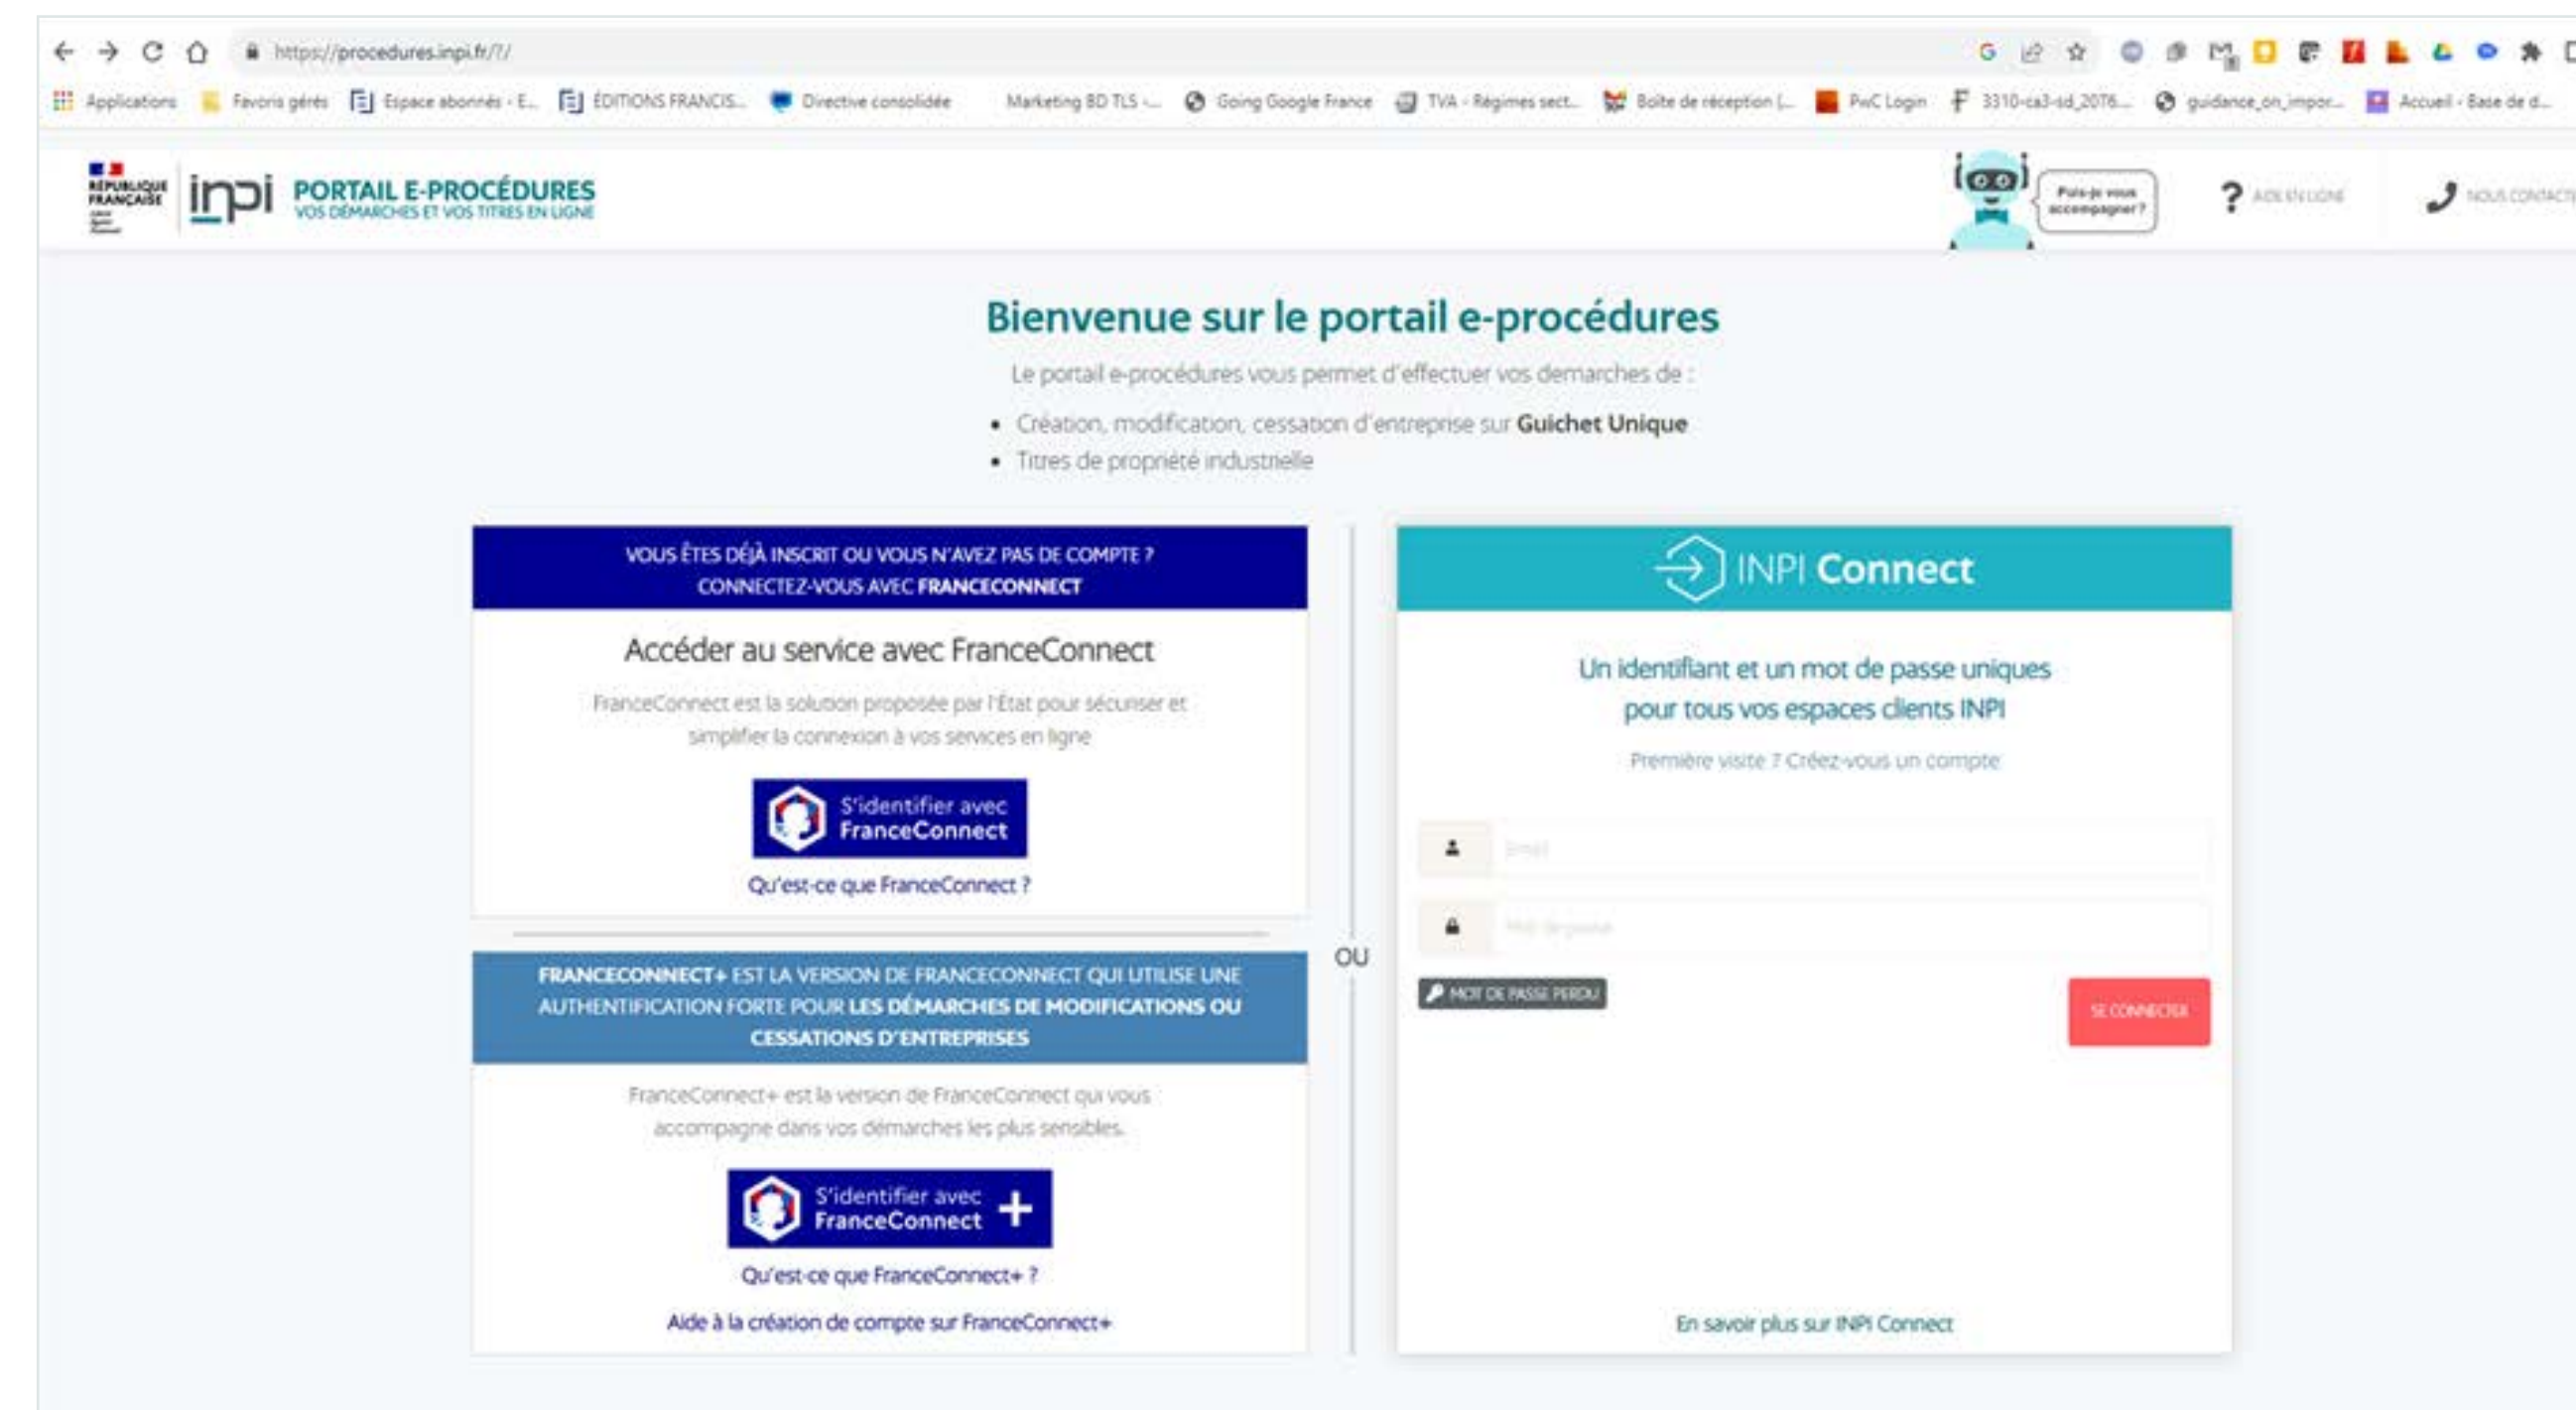 https://procedures.inpi.fr/?/
Applications
Favoris gérés
Espace abonnés - E...
ÉDITIONS FRANCIS...
Directive consolidée
Marketing BD TLS -...
Going Google France
TVA - Régimes sect...
Boîte de réception (...
PwC Login
3310-ca3-sd_2076...
guidance_on_impor...
Accueil - Base de d...
RÉPUBLIQUE
FRANÇAISE
inpi
PORTAIL E-PROCÉDURES
VOS DÉMARCHES ET VOS TITRES EN LIGNE
Puis-je vous
accompagner?
? AIDE EN LIGNE
NOUS CONTACTE
Bienvenue sur le portail e-procédures
Le portail e-procédures vous permet d'effectuer vos demarches de :
• Création, modification, cessation d'entreprise sur Guichet Unique
• Titres de propriété industrielle
VOUS ÊTES DÉJÀ INSCRIT OU VOUS N'AVEZ PAS DE COMPTE ?
CONNECTEZ-VOUS AVEC FRANCECONNECT
Accéder au service avec FranceConnect
FranceConnect est la solution proposée par l'État pour sécuriser et
simplifier la connexion à vos services en ligne
S'identifier avec
FranceConnect
Qu'est-ce que FranceConnect ?
FRANCECONNECT+ EST LA VERSION DE FRANCECONNECT QUI UTILISE UNE
AUTHENTIFICATION FORTE POUR LES DÉMARCHES DE MODIFICATIONS OU
CESSATIONS D'ENTREPRISES
FranceConnect+ est la version de FranceConnect qui vous
accompagne dans vos démarches les plus sensibles.
S'identifier avec
FranceConnect +
Qu'est-ce que FranceConnect+ ?
Aide à la création de compte sur FranceConnect+
OU
INPI Connect
Un identifiant et un mot de passe uniques
pour tous vos espaces clients INPI
Première visite ? Créez-vous un compte
Email
Mot de passe
MOT DE PASSE PERDU
SE CONNECTER
En savoir plus sur INPI Connect